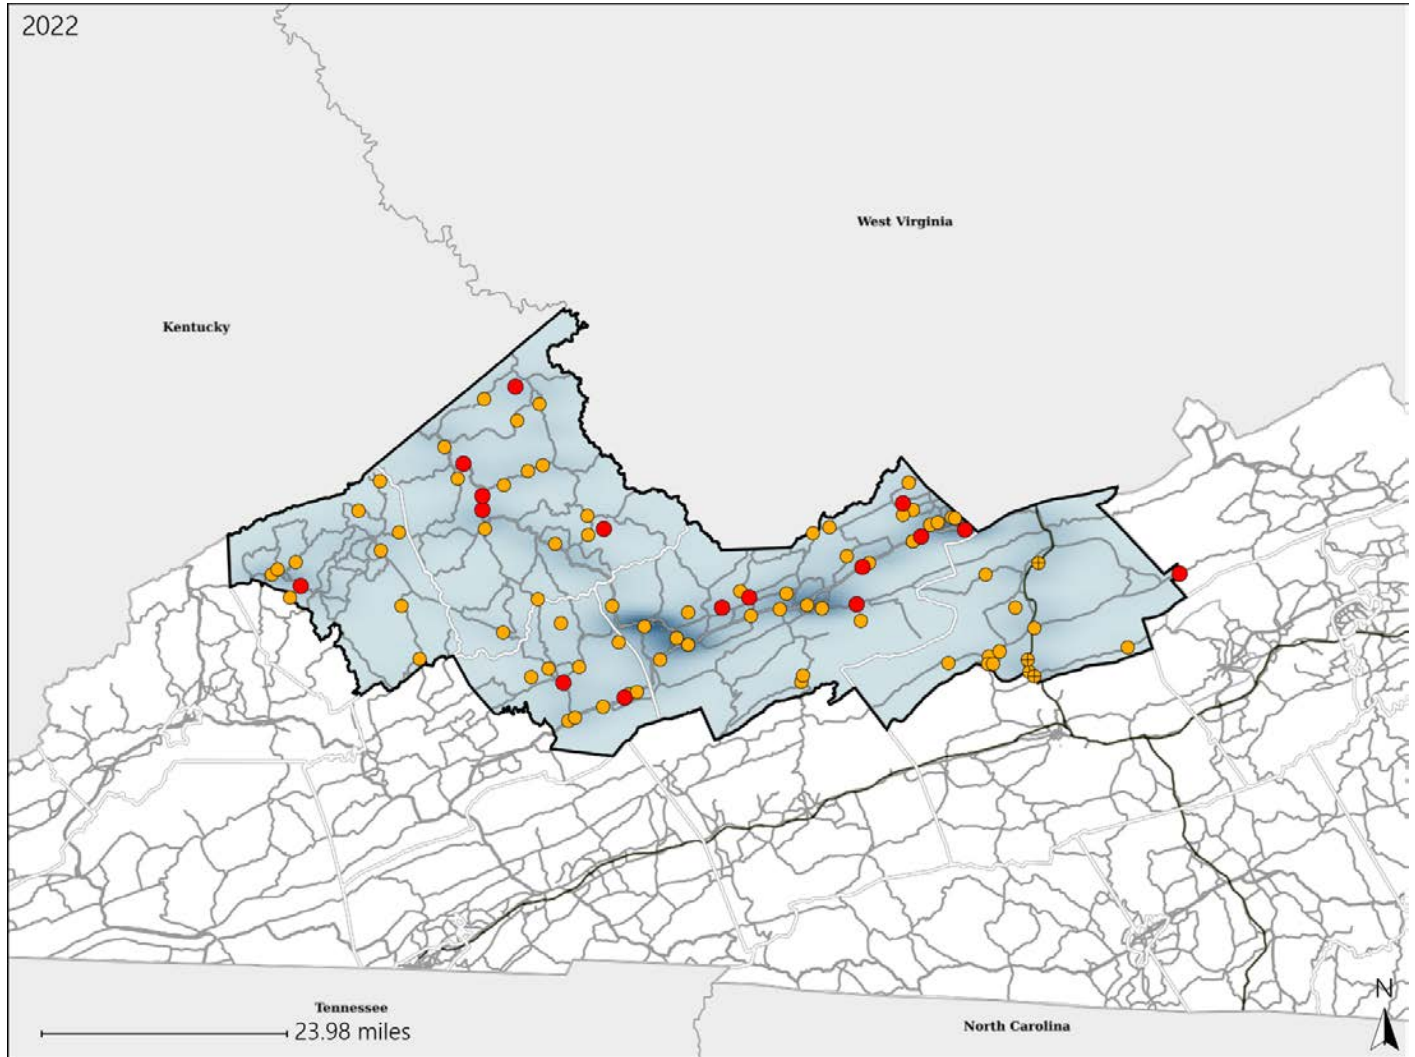 2022
West Virginia
Kentucky
Tennessee
23.98 miles
North Carolina
N